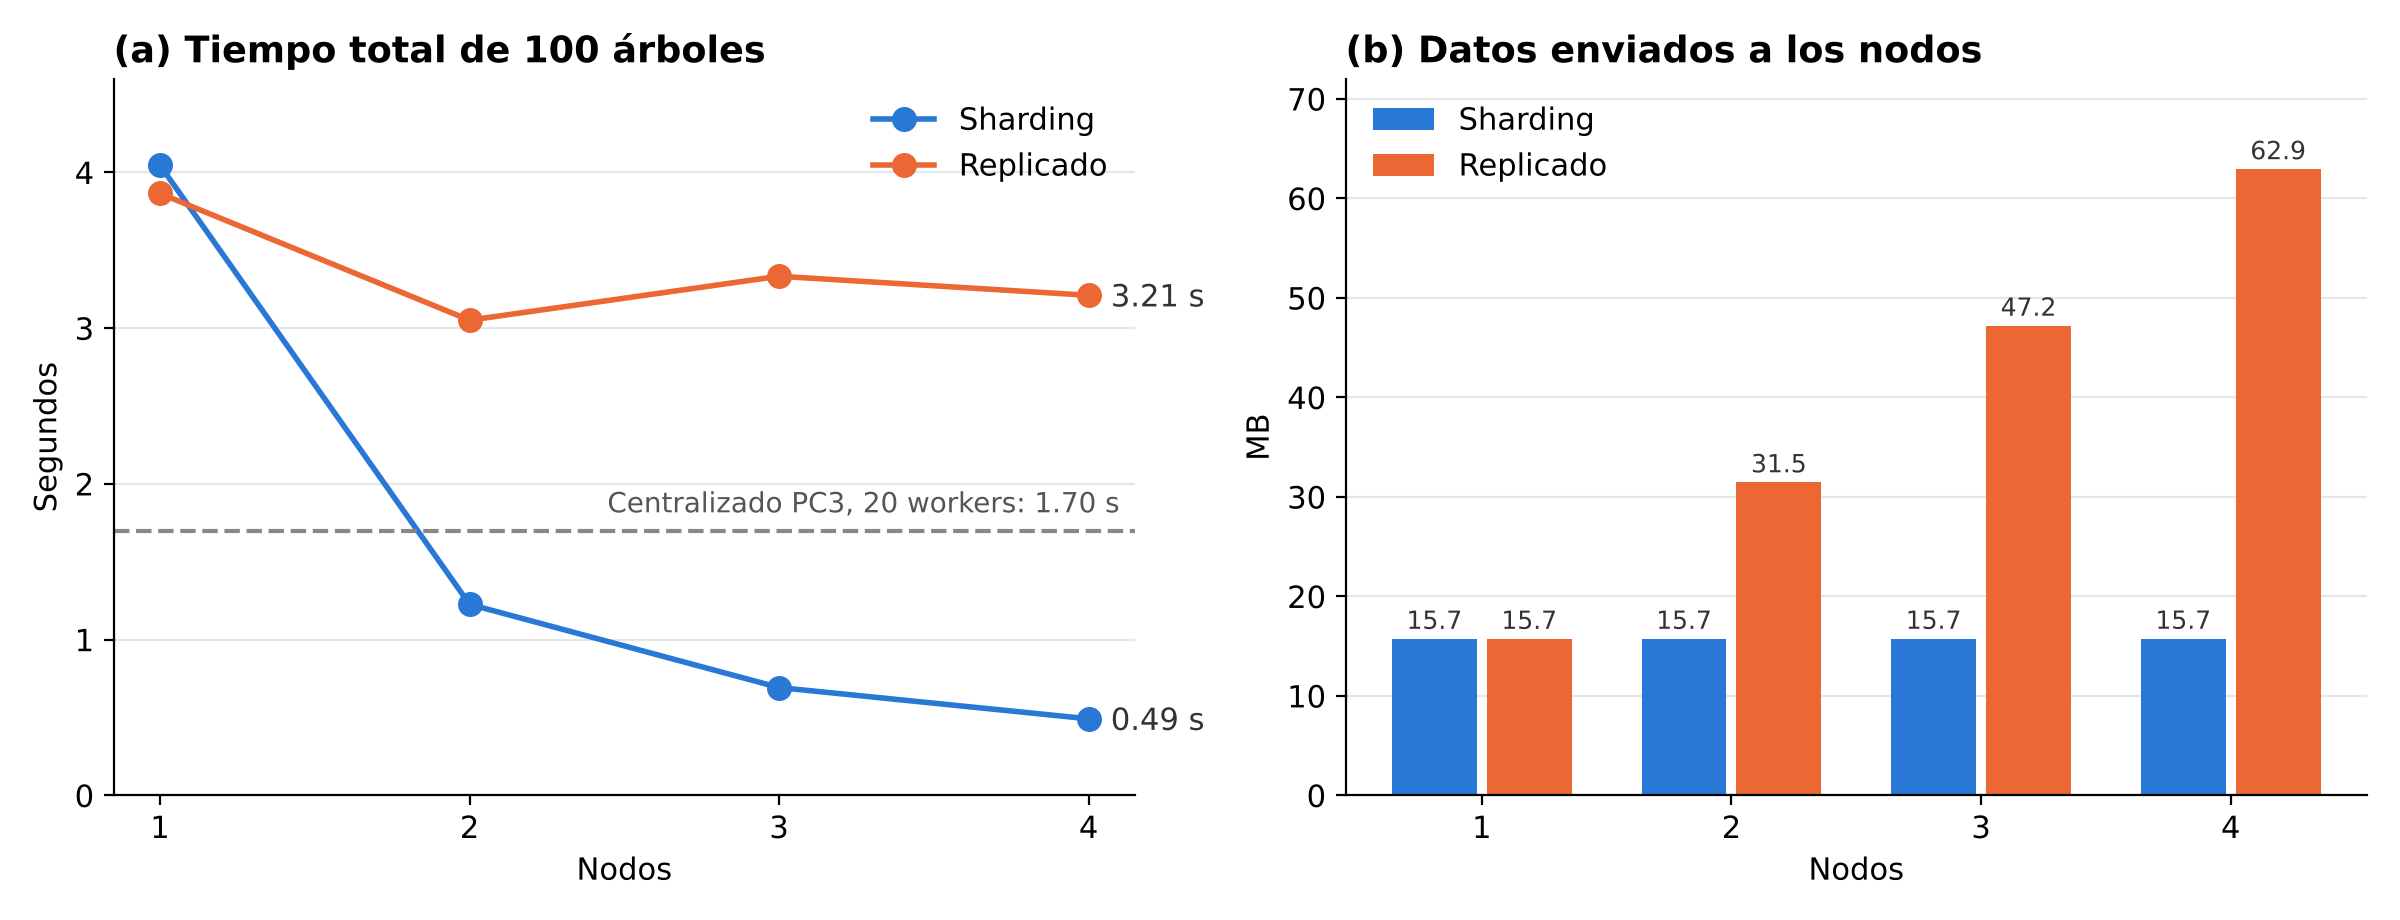 (a) Tiempo total de 100 árboles
Sharding
Replicado
4
3
2
1
0
Segundos
3.21 s
Centralizado PC3, 20 workers: 1.70 s
0.49 s
1 2 3 4
Nodos
(b) Datos enviados a los nodos
Sharding
Replicado
70
60
50
40
30
20
10
0
MB
15.7 15.7 15.7 31.5 15.7 47.2 15.7 62.9
1 2 3 4
Nodos